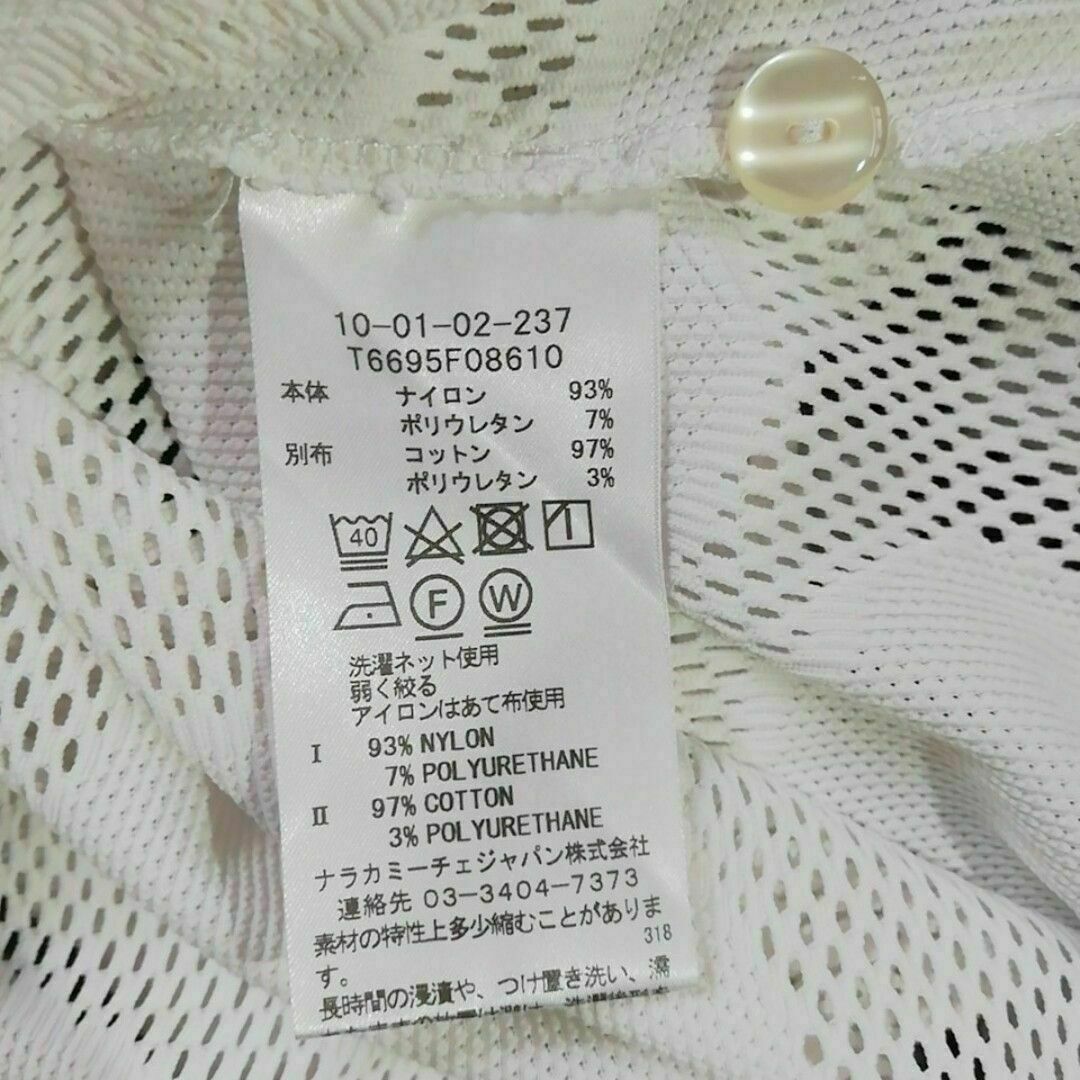 10-01-02-237
T6695F08610
本体 ナイロン 93%
ポリウレタン 7%
別布 コットン 97%
ポリウレタン 3%
40
F W
洗濯ネット使用
弱く絞る
アイロンはあて布使用
I 93% NYLON
7% POLYURETHANE
II 97% COTTON
3% POLYURETHANE
ナラカミーチェジャパン株式会社
連絡先 03-3404-7373
素材の特性上多少縮むことがありま
す。
318
長時間の浸漬や、つけ置き洗い、濡